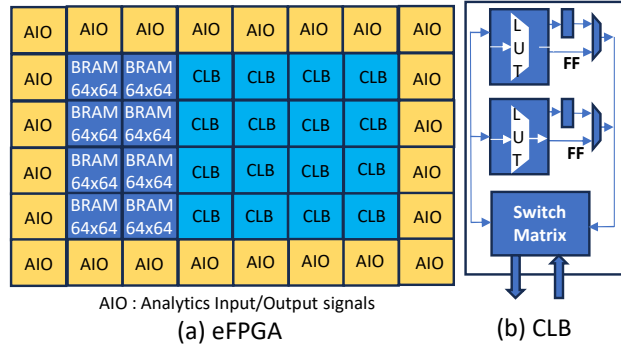 AIO AIO AIO AIO AIO AIO AIO AIO
AIO BRAM 64x64 BRAM 64x64 CLB CLB CLB CLB AIO
AIO BRAM 64x64 BRAM 64x64 CLB CLB CLB CLB AIO
AIO BRAM 64x64 BRAM 64x64 CLB CLB CLB CLB AIO
AIO BRAM 64x64 BRAM 64x64 CLB CLB CLB CLB AIO
AIO AIO AIO AIO AIO AIO AIO AIO
AIO : Analytics Input/Output signals
(a) eFPGA
LUT
FF
LUT
FF
Switch
Matrix
(b) CLB